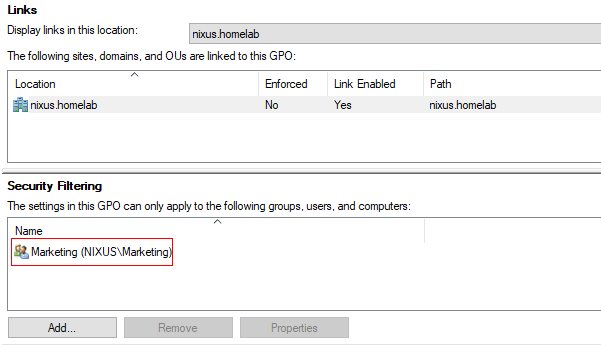 Links
Display links in this location: nixus.homelab
The following sites, domains, and OUs are linked to this GPO:
Location Enforced Link Enabled Path
nixus.homelab No Yes nixus.homelab
Security Filtering
The settings in this GPO can only apply to the following groups, users, and computers:
Name
Marketing (NIXUS\Marketing)
Add... Remove Properties